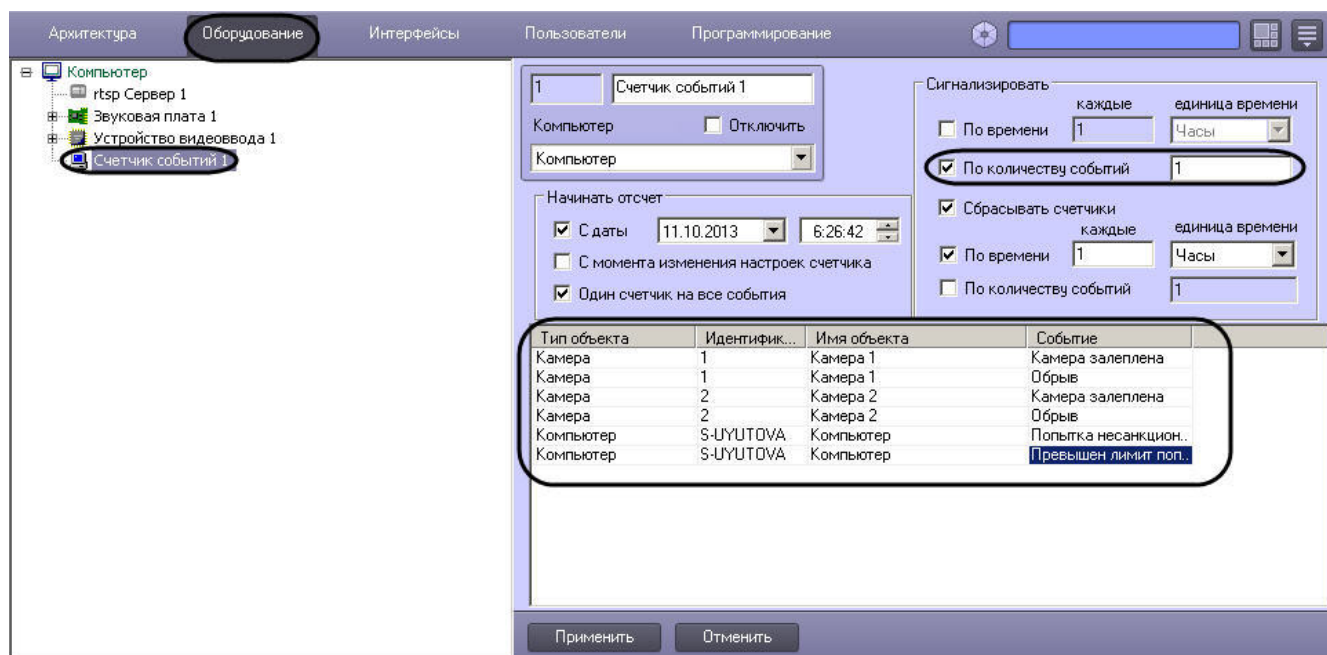 Архитектура Оборудование Интерфейсы Пользователи Программирование
Компьютер
rtsp Сервер 1
Звуковая плата 1
Устройство видеоввода 1
Счетчик событий 1
1 Счетчик событий 1
Компьютер Отключить
Компьютер
Начинать отсчет
С даты 11.10.2013 6:26:42
С момента изменения настроек счетчика
Один счетчик на все события
Сигнализировать
каждые единица времени
По времени 1 Часы
По количеству событий 1
Сбрасывать счетчики
каждые единица времени
По времени 1 Часы
По количеству событий 1
Тип объекта Идентифик... Имя объекта Событие
Камера 1 Камера 1 Камера залеплена
Камера 1 Камера 1 Обрыв
Камера 2 Камера 2 Камера залеплена
Камера 2 Камера 2 Обрыв
Компьютер S-UYUTOVA Компьютер Попытка несанкцион..
Компьютер S-UYUTOVA Компьютер Превышен лимит поп..
Применить Отменить